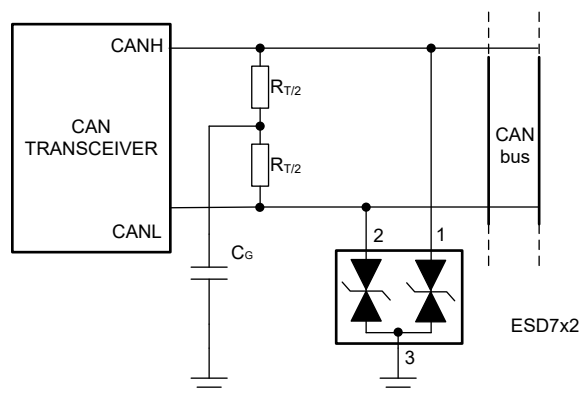 CANH
CAN
TRANSCEIVER
CANL
RT/2
RT/2
CG
CAN
bus
2
1
3
ESD7x2